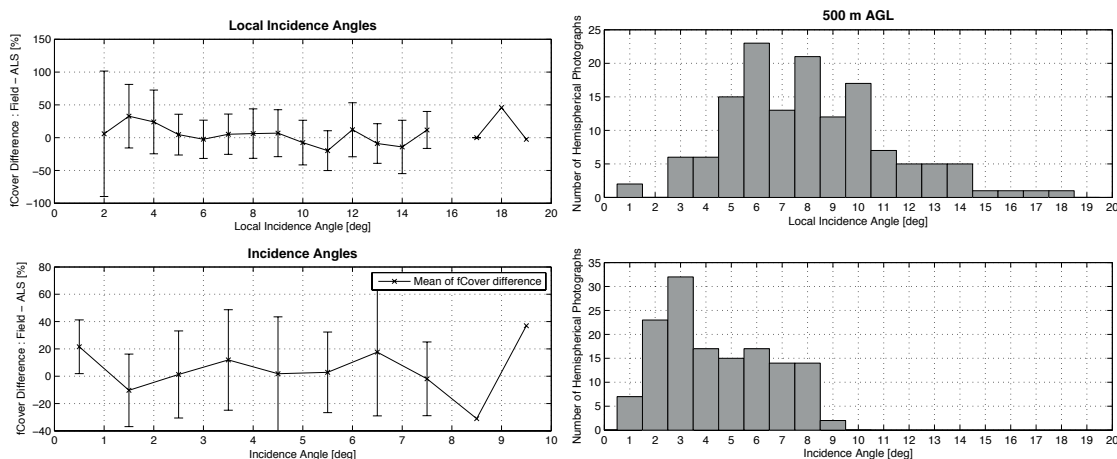 Local Incidence Angles
fCover Difference : Field – ALS [%]
150
100
50
0
−50
−100
0 2 4 6 8 10 12 14 16 18 20
Local Incidence Angle [deg]
500 m AGL
Number of Hemispherical Photographs
25
20
15
10
5
0
0 1 2 3 4 5 6 7 8 9 10 11 12 13 14 15 16 17 18 19 20
Local Incidence Angle [deg]
Incidence Angles
fCover Difference : Field – ALS [%]
80
60
40
20
0
−20
−40
Mean of fCover difference
0 1 2 3 4 5 6 7 8 9 10
Incidence Angle [deg]
Number of Hemispherical Photographs
35
30
25
20
15
10
5
0
0 1 2 3 4 5 6 7 8 9 10 11 12 13 14 15 16 17 18 19 20
Incidence Angle [deg]